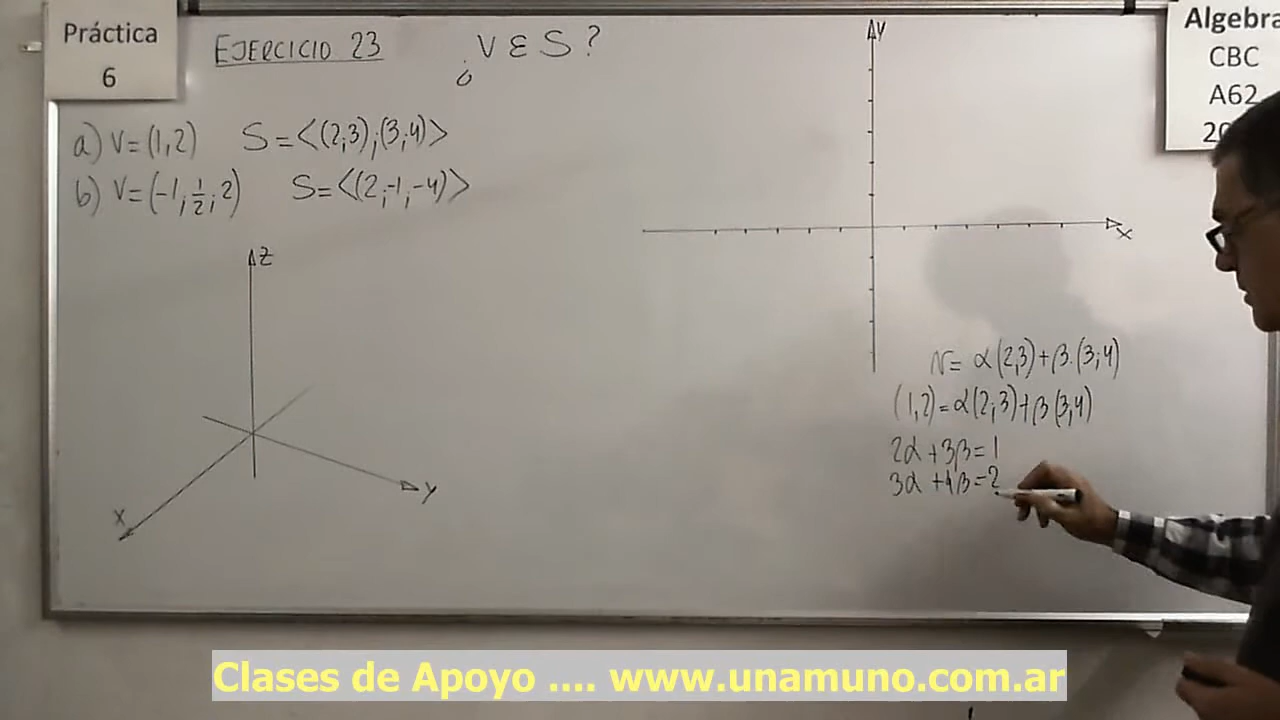 Práctica
6
EJERCICIO 23
¿V ∈ S?
Algebra
CBC
A62
a) V=(1,2) S=<(2;3);(3;4)>
b) V=(-1;1/2;2) S=<(2;-1;-4)>
Z
Y
X
y
x
N= α(2,3)+β.(3;4)
(1,2)=α(2;3)+β(3,4)
2α+3β=1
3α+4β=2
Clases de Apoyo .... www.unamuno.com.ar